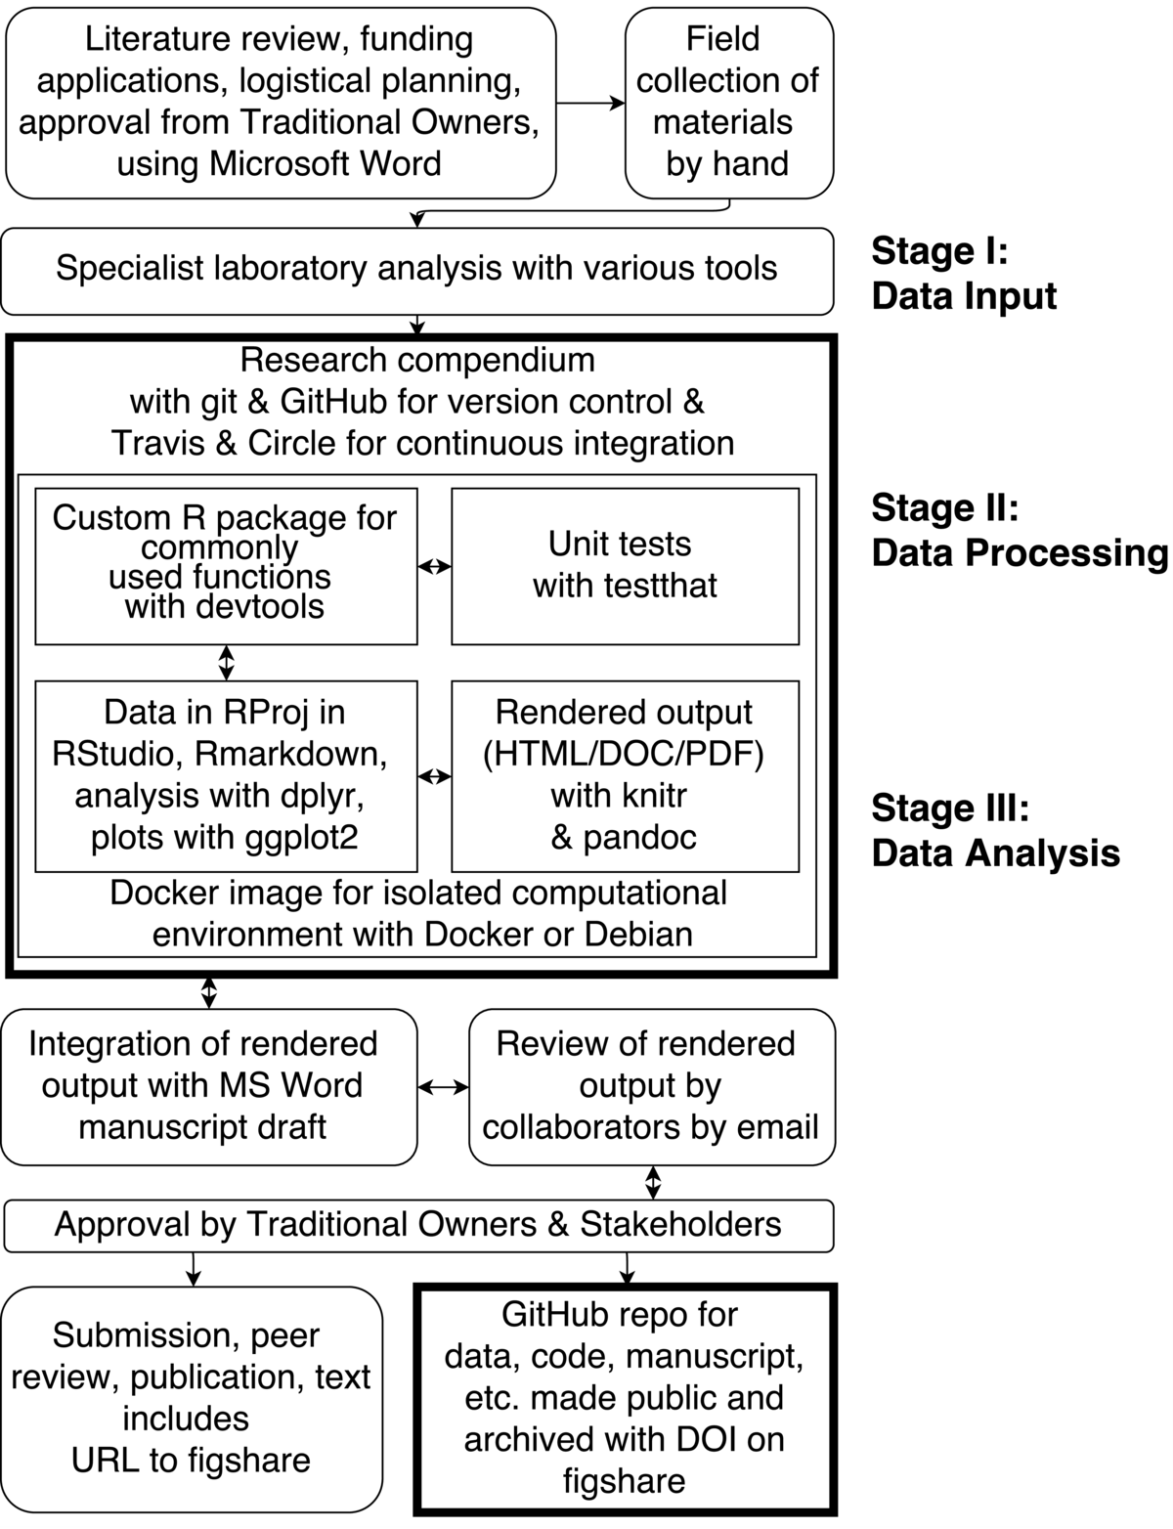 Literature review, funding
applications, logistical planning,
approval from Traditional Owners,
using Microsoft Word
Field
collection of
materials
by hand
Specialist laboratory analysis with various tools
Stage I:
Data Input
Research compendium
with git & GitHub for version control &
Travis & Circle for continuous integration
Custom R package for
commonly
used functions
with devtools
Unit tests
with testthat
Stage II:
Data Processing
Data in RProj in
RStudio, Rmarkdown,
analysis with dplyr,
plots with ggplot2
Rendered output
(HTML/DOC/PDF)
with knitr
& pandoc
Stage III:
Data Analysis
Docker image for isolated computational
environment with Docker or Debian
Integration of rendered
output with MS Word
manuscript draft
Review of rendered
output by
collaborators by email
Approval by Traditional Owners & Stakeholders
Submission, peer
review, publication, text
includes
URL to figshare
GitHub repo for
data, code, manuscript,
etc. made public and
archived with DOI on
figshare